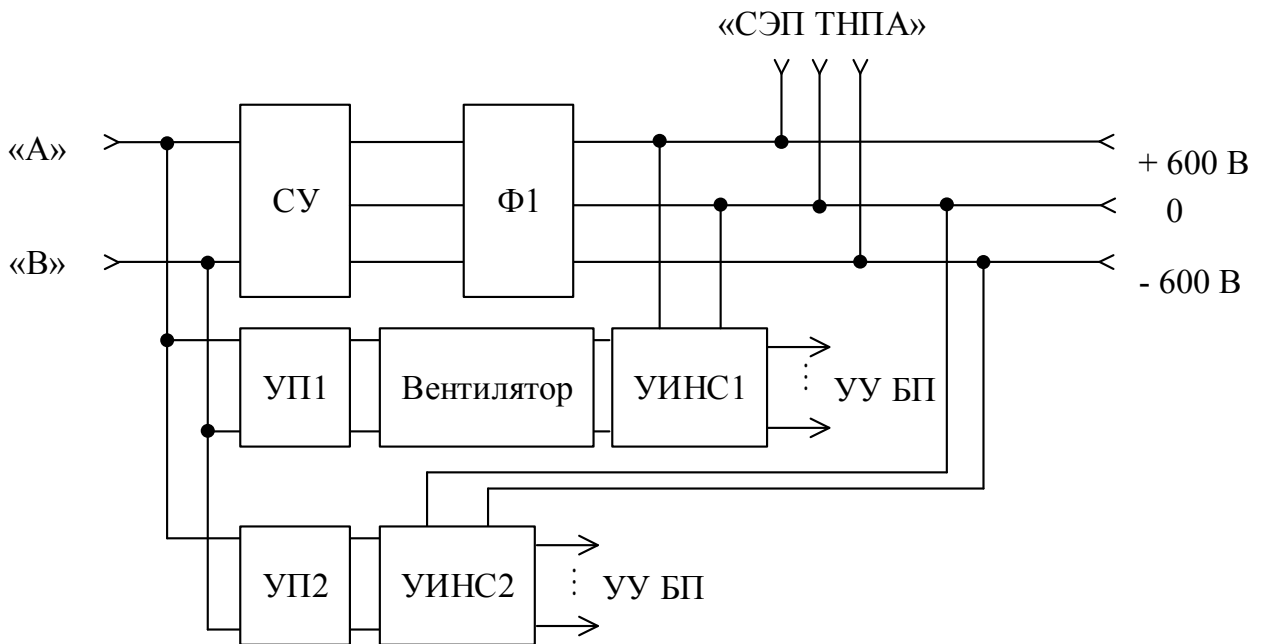 «СЭП ТНПА»
«А»
СУ
Ф1
+ 600 В
0
«В»
- 600 В
УП1
Вентилятор
УИНС1
УУ БП
УП2
УИНС2
УУ БП